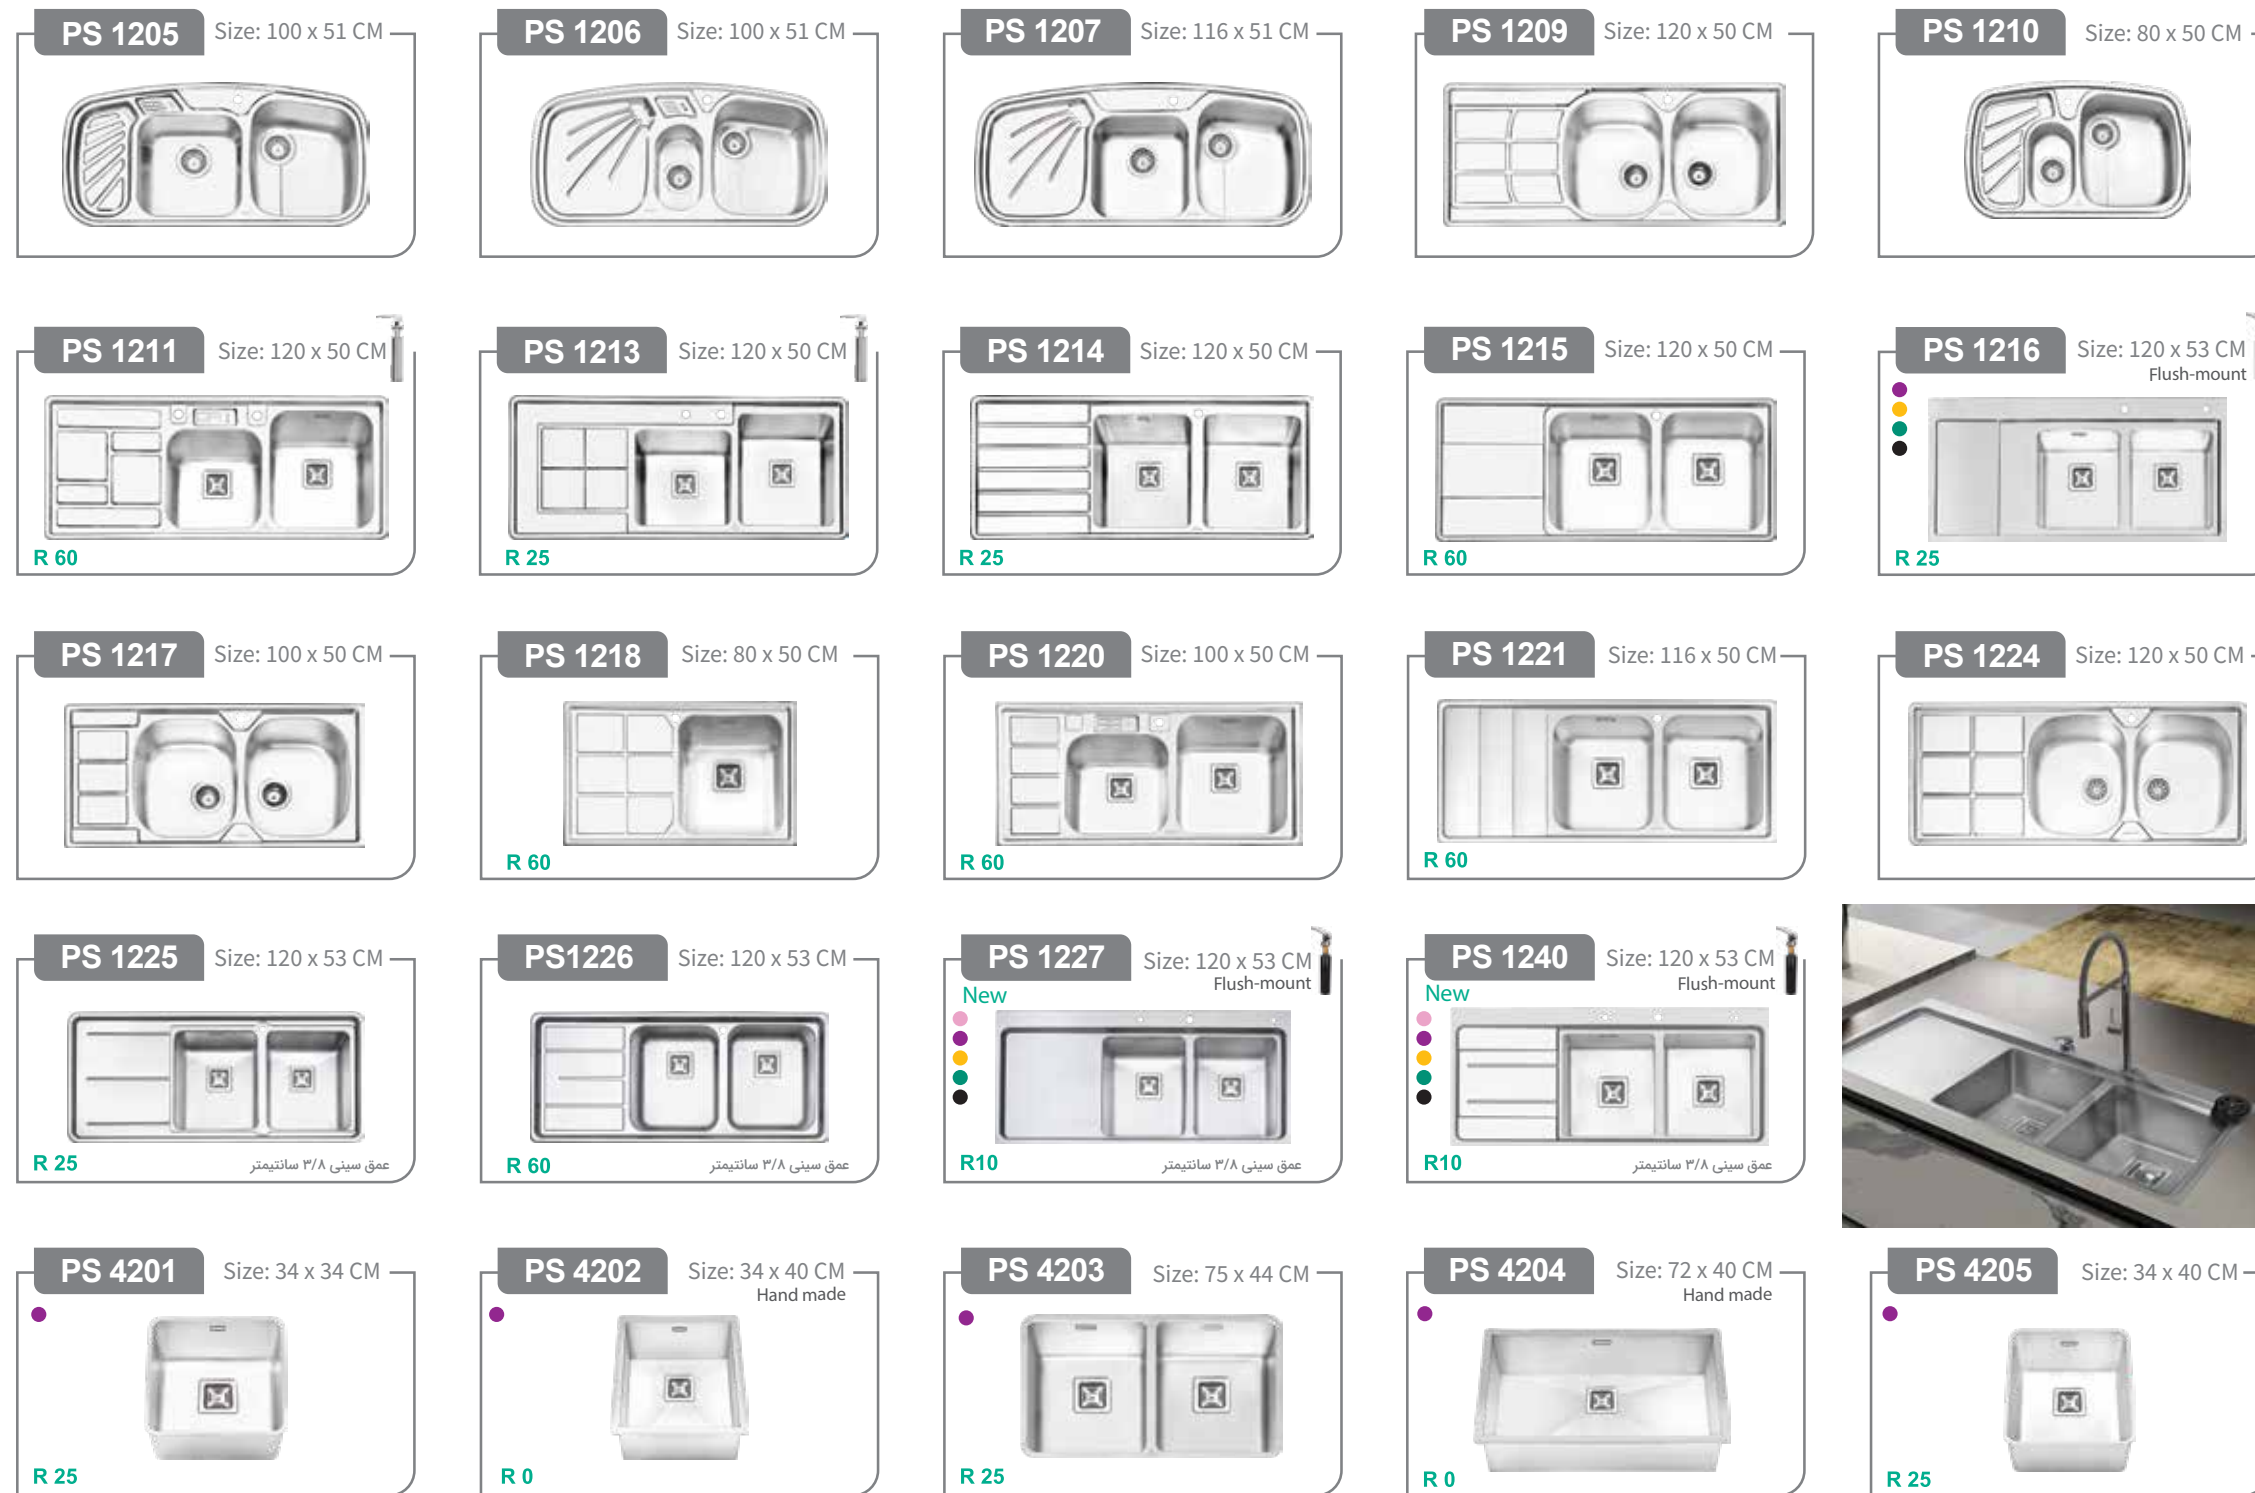 PS 1205 Size: 100 x 51 CM
PS 1206 Size: 100 x 51 CM
PS 1207 Size: 116 x 51 CM
PS 1209 Size: 120 x 50 CM
PS 1210 Size: 80 x 50 CM
PS 1211 Size: 120 x 50 CM
R 60
PS 1213 Size: 120 x 50 CM
R 25
PS 1214 Size: 120 x 50 CM
R 25
PS 1215 Size: 120 x 50 CM
R 60
PS 1216 Size: 120 x 53 CM
Flush-mount
R 25
PS 1217 Size: 100 x 50 CM
PS 1218 Size: 80 x 50 CM
R 60
PS 1220 Size: 100 x 50 CM
R 60
PS 1221 Size: 116 x 50 CM
R 60
PS 1224 Size: 120 x 50 CM
PS 1225 Size: 120 x 53 CM
R 25
عمق سینی ۳/۸ سانتیمتر
PS1226 Size: 120 x 53 CM
R 60
عمق سینی ۳/۸ سانتیمتر
PS 1227 Size: 120 x 53 CM
Flush-mount
New
R10
عمق سینی ۳/۸ سانتیمتر
PS 1240 Size: 120 x 53 CM
Flush-mount
New
R10
عمق سینی ۳/۸ سانتیمتر
PS 4201 Size: 34 x 34 CM
R 25
PS 4202 Size: 34 x 40 CM
Hand made
R 0
PS 4203 Size: 75 x 44 CM
R 25
PS 4204 Size: 72 x 40 CM
Hand made
R 0
PS 4205 Size: 34 x 40 CM
R 25